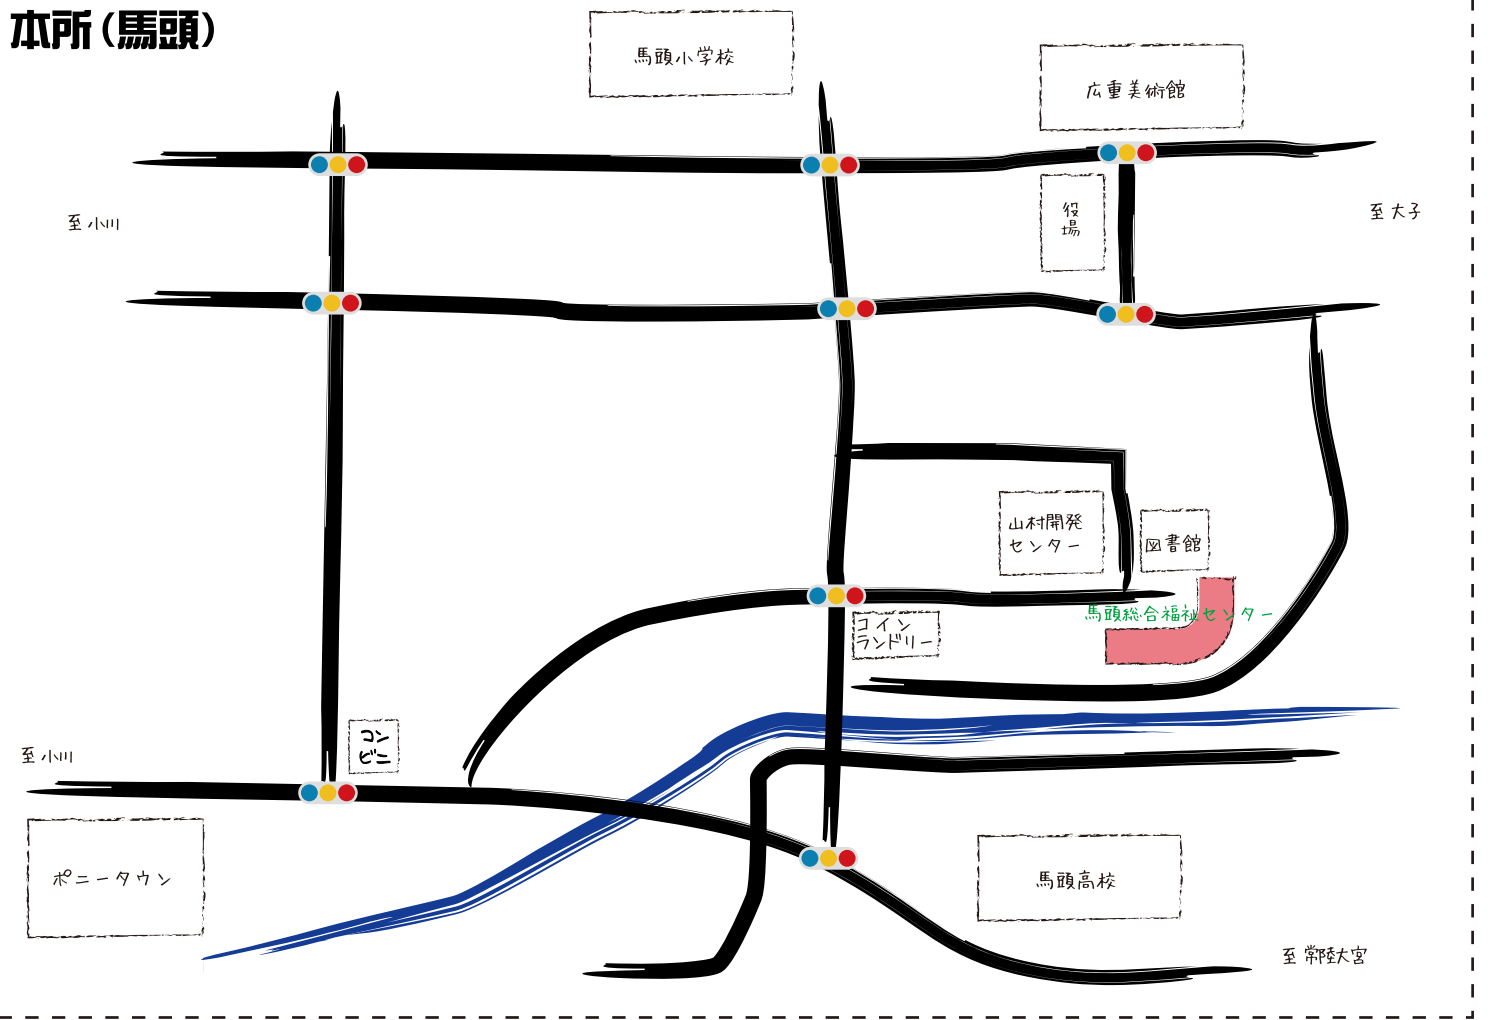 本所（馬頭）
馬頭小学校
広重美術館
役
場
至 小川
至 大子
山村開発
センター
図書館
馬頭総合福祉センター
コイン
ランドリー
コン
ビニ
至 小川
ポニータウン
馬頭高校
至 常陸大宮